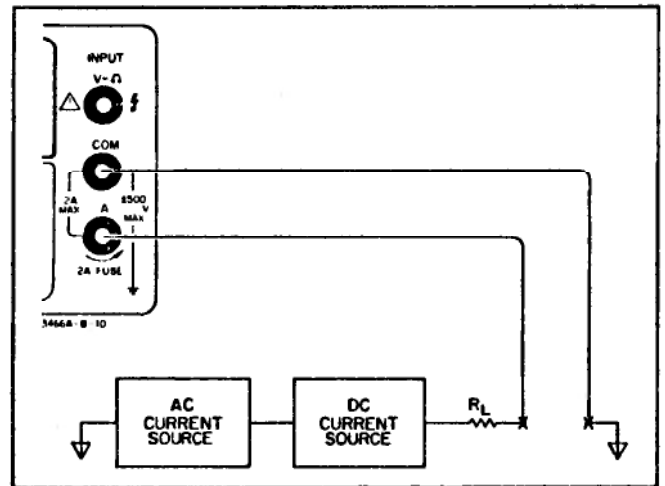 INPUT
V-Ω
COM
2A MAX
±500 V MAX
A
2A FUSE
3466A-B-10
AC CURRENT SOURCE
DC CURRENT SOURCE
RL
X
X